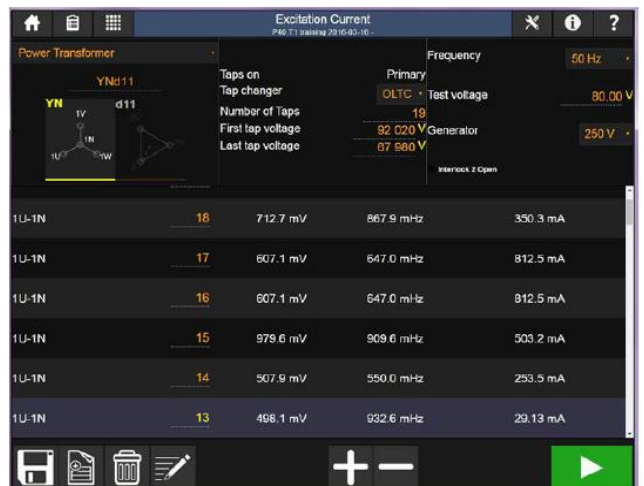 Excitation Current
P40 T1 training 2016-03-16 -
?
Power Transformer
YNd11
YN
d11
1V
1N
1U
1W
Taps on Primary
Tap changer OLTC
Number of Taps 19
First tap voltage 92 020 V
Last tap voltage 87 980 V
Frequency 50 Hz
Test voltage 80.00 V
Generator 250 V
Interlock 2 Open
1U-1N 18 712.7 mV 867.9 mHz 350.3 mA
1U-1N 17 607.1 mV 647.0 mHz 812.5 mA
1U-1N 16 607.1 mV 647.0 mHz 812.5 mA
1U-1N 15 979.6 mV 909.6 mHz 503.2 mA
1U-1N 14 507.9 mV 550.0 mHz 253.5 mA
1U-1N 13 498.1 mV 932.6 mHz 29.13 mA